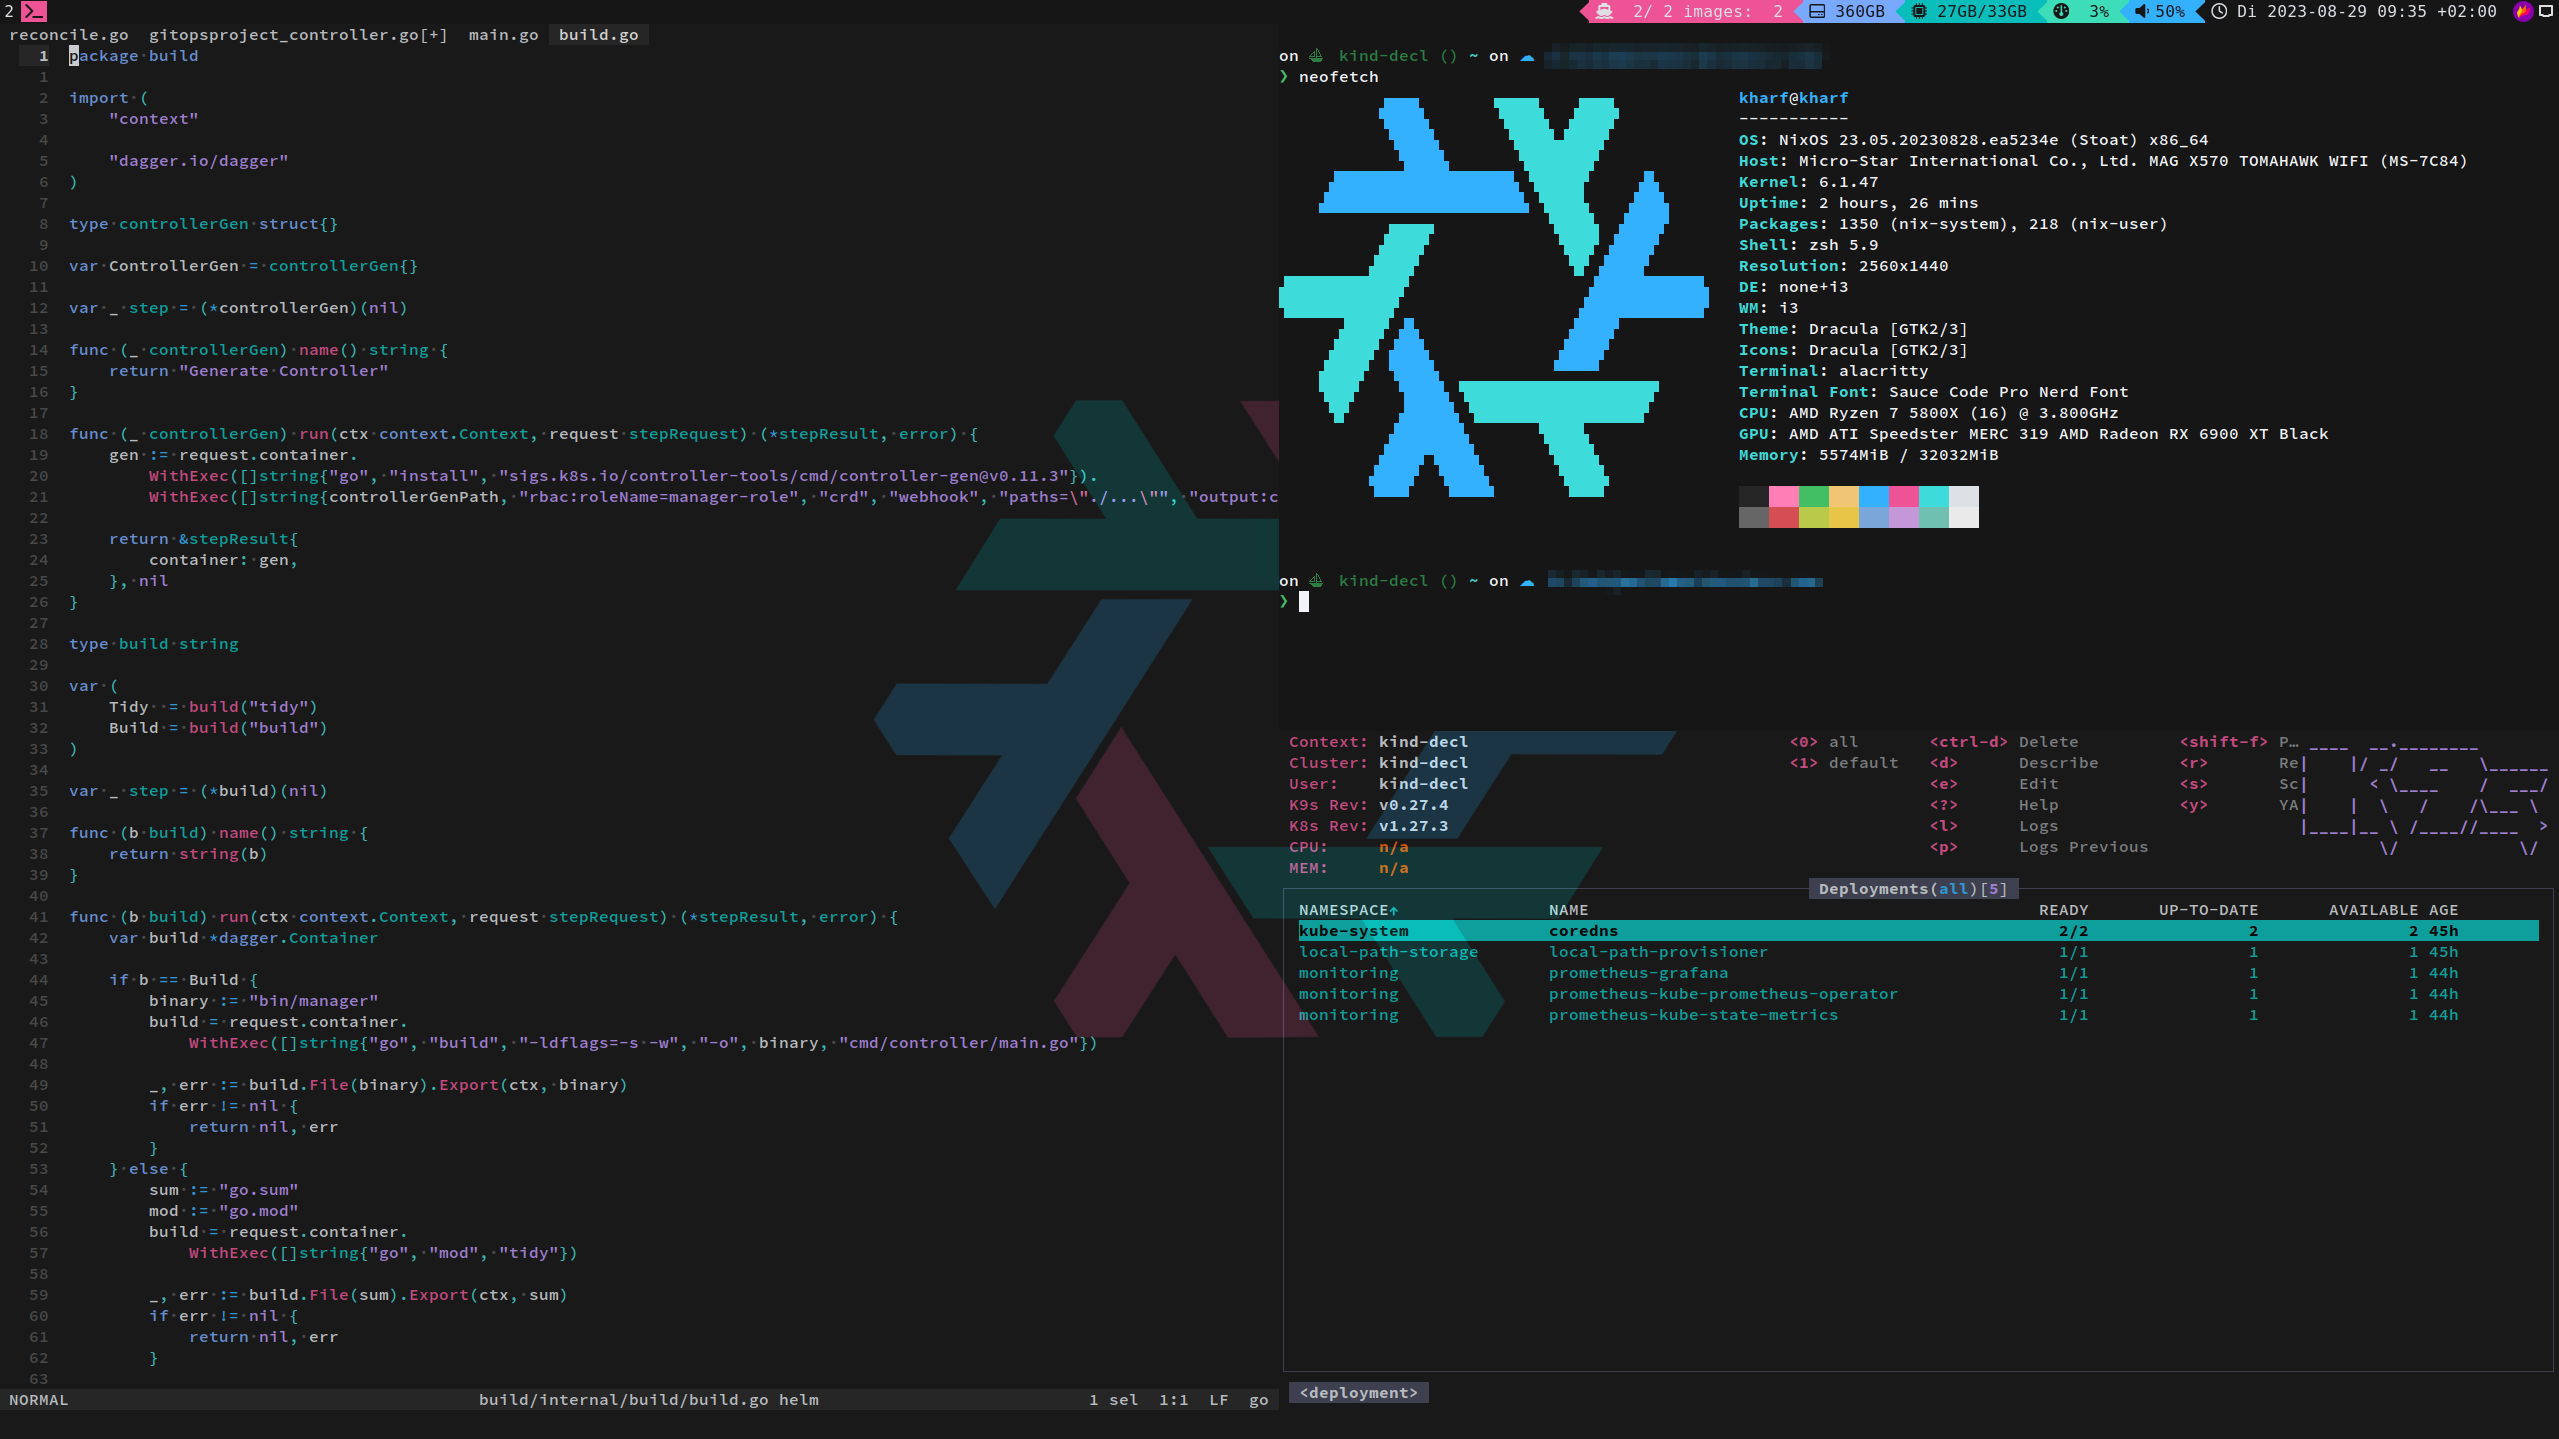 2
2/ 2 images: 2 360GB 27GB/33GB 3% 50% Di 2023-08-29 09:35 +02:00
reconcile.go gitopsproject_controller.go[+] main.go build.go
1 package·build
1
2 import·(
3 "context"
4
5 "dagger.io/dagger"
6 )
7
8 type·controllerGen·struct{}
9
10 var·ControllerGen·=·controllerGen{}
11
12 var·_·step·=·(*controllerGen)(nil)
13
14 func·(_·controllerGen)·name()·string·{
15 return·"Generate·Controller"
16 }
17
18 func·(_·controllerGen)·run(ctx·context.Context,·request·stepRequest)·(*stepResult,·error)·{
19 gen·:=·request.container.
20 WithExec([]string{"go",·"install",·"sigs.k8s.io/controller-tools/cmd/controller-gen@v0.11.3"}).
21 WithExec([]string{controllerGenPath,·"rbac:roleName=manager-role",·"crd",·"webhook",·"paths=\"./...\"",·"output:c
22
23 return·&stepResult{
24 container:·gen,
25 },·nil
26 }
27
28 type·build·string
29
30 var·(
31 Tidy··=·build("tidy")
32 Build·=·build("build")
33 )
34
35 var·_·step·=·(*build)(nil)
36
37 func·(b·build)·name()·string·{
38 return·string(b)
39 }
40
41 func·(b·build)·run(ctx·context.Context,·request·stepRequest)·(*stepResult,·error)·{
42 var·build·*dagger.Container
43
44 if·b·==·Build·{
45 binary·:=·"bin/manager"
46 build·=·request.container.
47 WithExec([]string{"go",·"build",·"-ldflags=-s·-w",·"-o",·binary,·"cmd/controller/main.go"})
48
49 _,·err·:=·build.File(binary).Export(ctx,·binary)
50 if·err·!=·nil·{
51 return·nil,·err
52 }
53 }·else·{
54 sum·:=·"go.sum"
55 mod·:=·"go.mod"
56 build·=·request.container.
57 WithExec([]string{"go",·"mod",·"tidy"})
58
59 _,·err·:=·build.File(sum).Export(ctx,·sum)
60 if·err·!=·nil·{
61 return·nil,·err
62 }
63
NORMAL build/internal/build/build.go helm 1 sel 1:1 LF go
on kind-decl () ~ on
❯ neofetch
kharf@kharf
-----------
OS: NixOS 23.05.20230828.ea5234e (Stoat) x86_64
Host: Micro-Star International Co., Ltd. MAG X570 TOMAHAWK WIFI (MS-7C84)
Kernel: 6.1.47
Uptime: 2 hours, 26 mins
Packages: 1350 (nix-system), 218 (nix-user)
Shell: zsh 5.9
Resolution: 2560x1440
DE: none+i3
WM: i3
Theme: Dracula [GTK2/3]
Icons: Dracula [GTK2/3]
Terminal: alacritty
Terminal Font: Sauce Code Pro Nerd Font
CPU: AMD Ryzen 7 5800X (16) @ 3.800GHz
GPU: AMD ATI Speedster MERC 319 AMD Radeon RX 6900 XT Black
Memory: 5574MiB / 32032MiB
on kind-decl () ~ on
❯
Context: kind-decl <0> all <ctrl-d> Delete <shift-f> P…
Cluster: kind-decl <1> default <d> Describe <r> Re
User: kind-decl <e> Edit <s> Sc
K9s Rev: v0.27.4 <?> Help <y> YA
K8s Rev: v1.27.3 <l> Logs
CPU: n/a <p> Logs Previous
MEM: n/a
Deployments(all)[5]
NAMESPACE↑ NAME READY UP-TO-DATE AVAILABLE AGE
kube-system coredns 2/2 2 2 45h
local-path-storage local-path-provisioner 1/1 1 1 45h
monitoring prometheus-grafana 1/1 1 1 44h
monitoring prometheus-kube-prometheus-operator 1/1 1 1 44h
monitoring prometheus-kube-state-metrics 1/1 1 1 44h
<deployment>